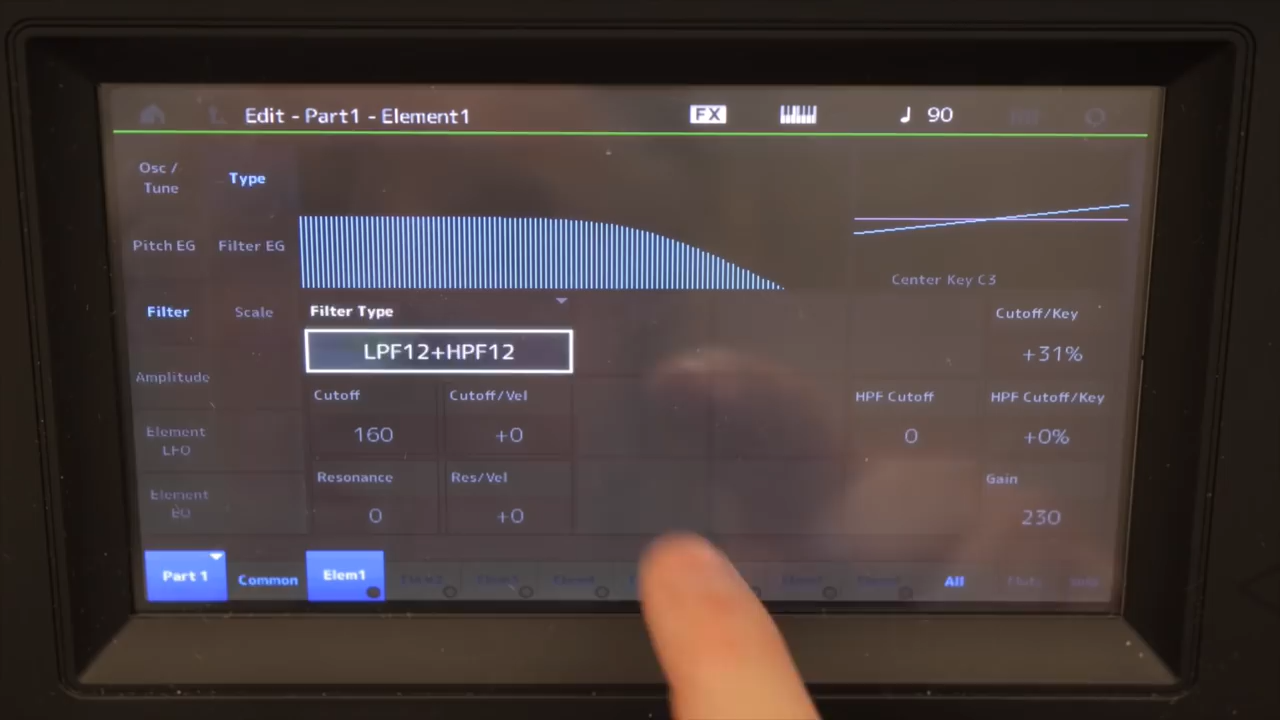 Edit - Part1 - Element1
FX
90
Osc /
Tune
Type
Pitch EG
Filter EG
Center Key C3
Filter
Scale
Filter Type
Cutoff/Key
LPF12+HPF12
+31%
Amplitude
Cutoff
Cutoff/Vel
HPF Cutoff
HPF Cutoff/Key
Element
LFO
160
+0
0
+0%
Resonance
Res/Vel
Gain
Element
EQ
0
+0
230
Part 1
Common
Elem1
All